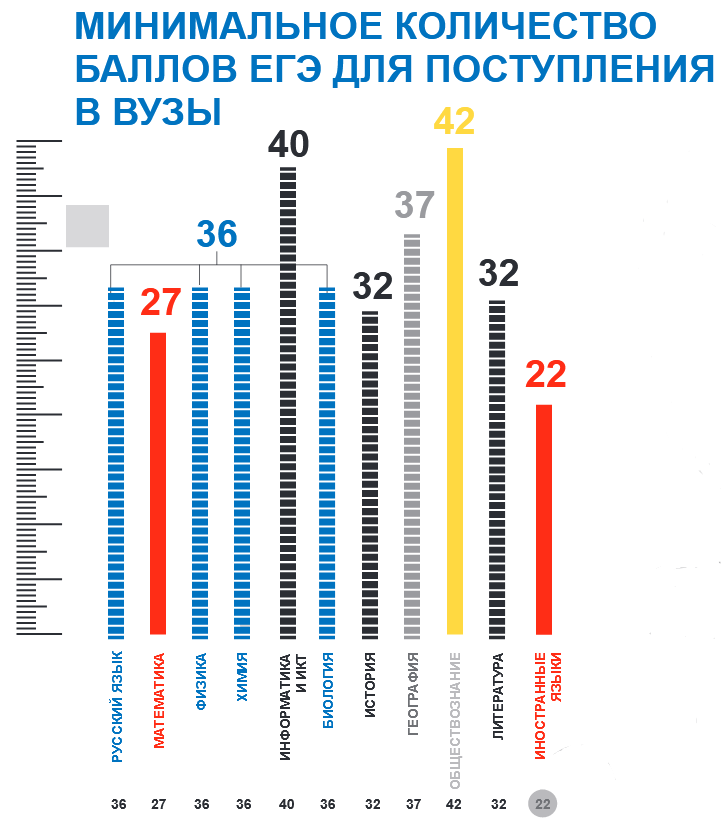 МИНИМАЛЬНОЕ КОЛИЧЕСТВО
БАЛЛОВ ЕГЭ ДЛЯ ПОСТУПЛЕНИЯ
В ВУЗЫ
42
40
37
36
32
32
27
22
РУССКИЙ ЯЗЫК
МАТЕМАТИКА
ФИЗИКА
ХИМИЯ
ИНФОРМАТИКА
И ИКТ
БИОЛОГИЯ
ИСТОРИЯ
ГЕОГРАФИЯ
ОБЩЕСТВОЗНАНИЕ
ЛИТЕРАТУРА
ИНОСТРАННЫЕ
ЯЗЫКИ
36 27 36 36 40 36 32 37 42 32 22